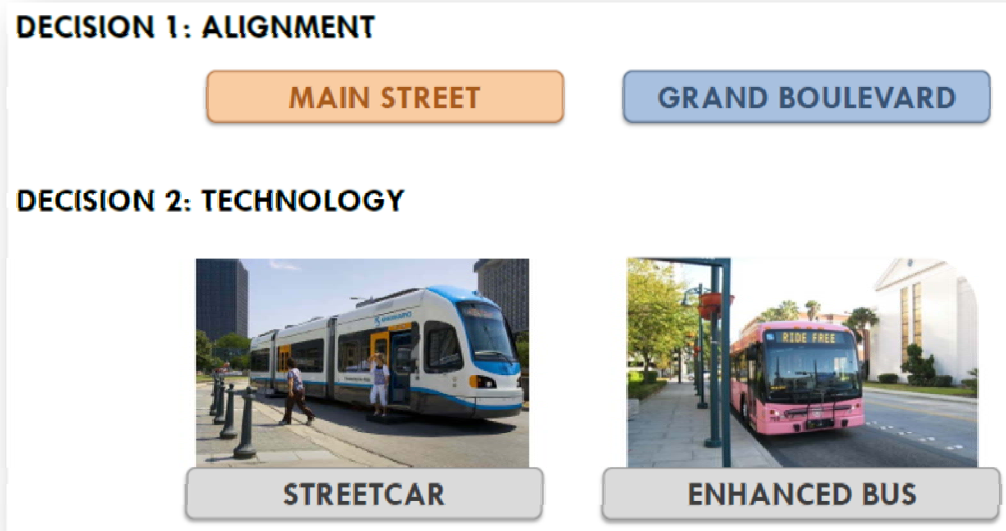 DECISION 1: ALIGNMENT
MAIN STREET
GRAND BOULEVARD
DECISION 2: TECHNOLOGY
RIDE FREE
STREETCAR
ENHANCED BUS